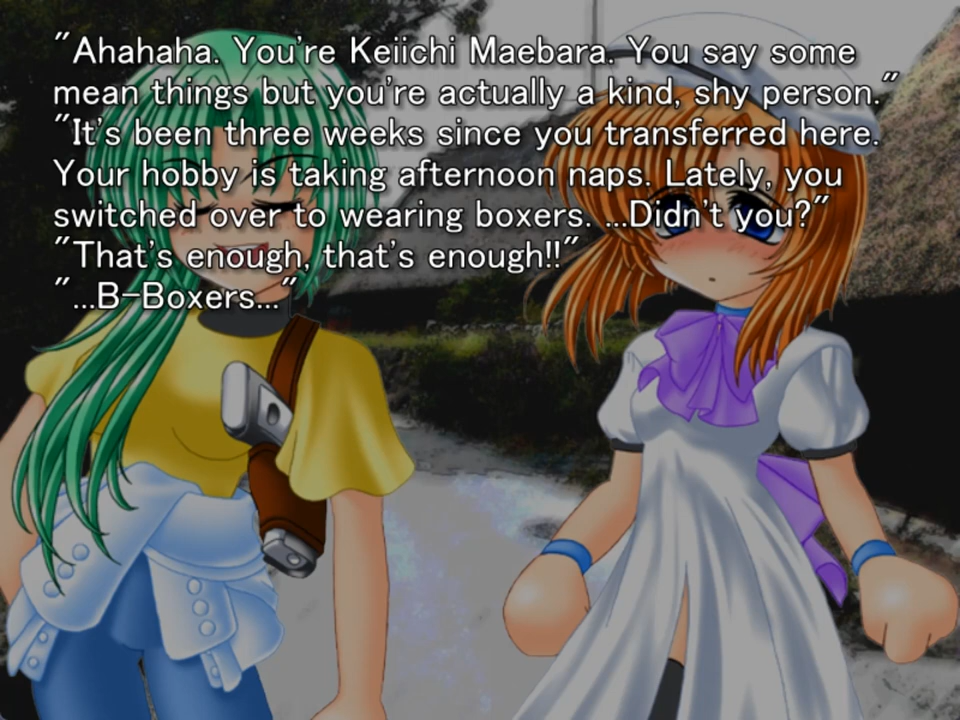 "Ahahaha. You're Keiichi Maebara. You say some
mean things but you're actually a kind, shy person."
"It's been three weeks since you transferred here.
Your hobby is taking afternoon naps. Lately, you
switched over to wearing boxers. ...Didn't you?"
"That's enough, that's enough!!"
"...B-Boxers..."